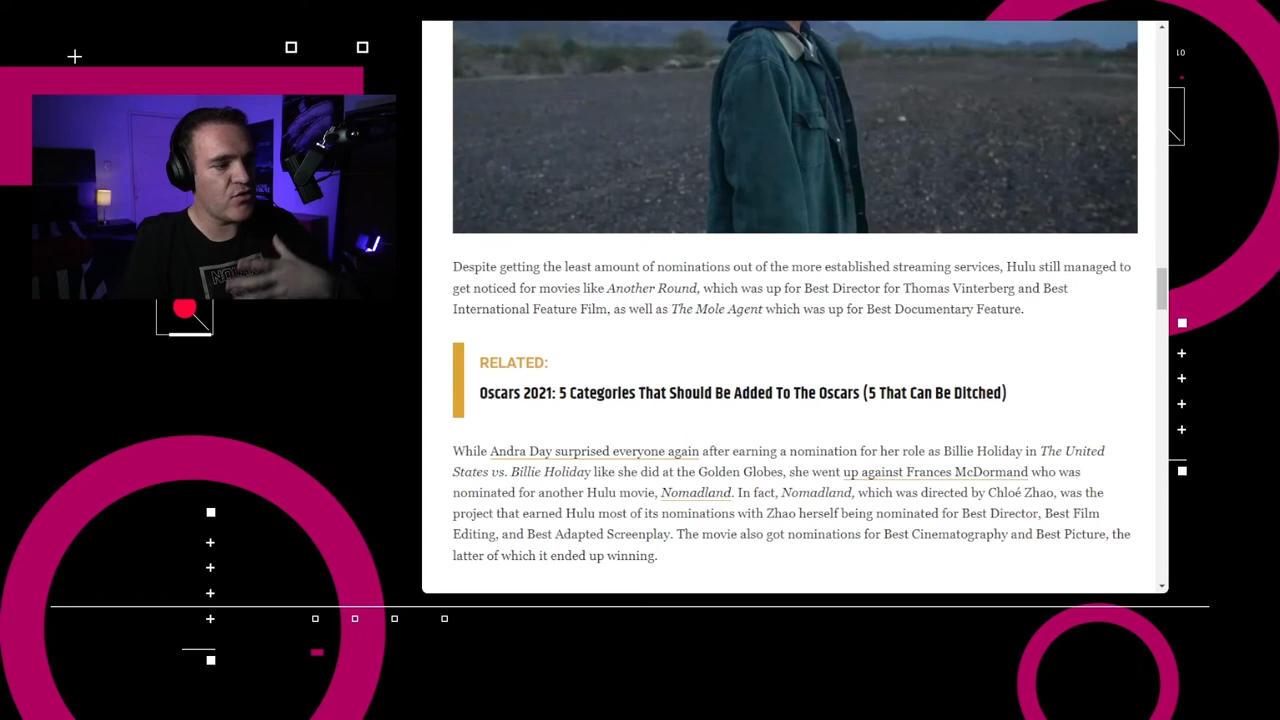 10
Despite getting the least amount of nominations out of the more established streaming services, Hulu still managed to
get noticed for movies like Another Round, which was up for Best Director for Thomas Vinterberg and Best
International Feature Film, as well as The Mole Agent which was up for Best Documentary Feature.
RELATED:
Oscars 2021: 5 Categories That Should Be Added To The Oscars (5 That Can Be Ditched)
While Andra Day surprised everyone again after earning a nomination for her role as Billie Holiday in The United
States vs. Billie Holiday like she did at the Golden Globes, she went up against Frances McDormand who was
nominated for another Hulu movie, Nomadland. In fact, Nomadland, which was directed by Chloé Zhao, was the
project that earned Hulu most of its nominations with Zhao herself being nominated for Best Director, Best Film
Editing, and Best Adapted Screenplay. The movie also got nominations for Best Cinematography and Best Picture, the
latter of which it ended up winning.